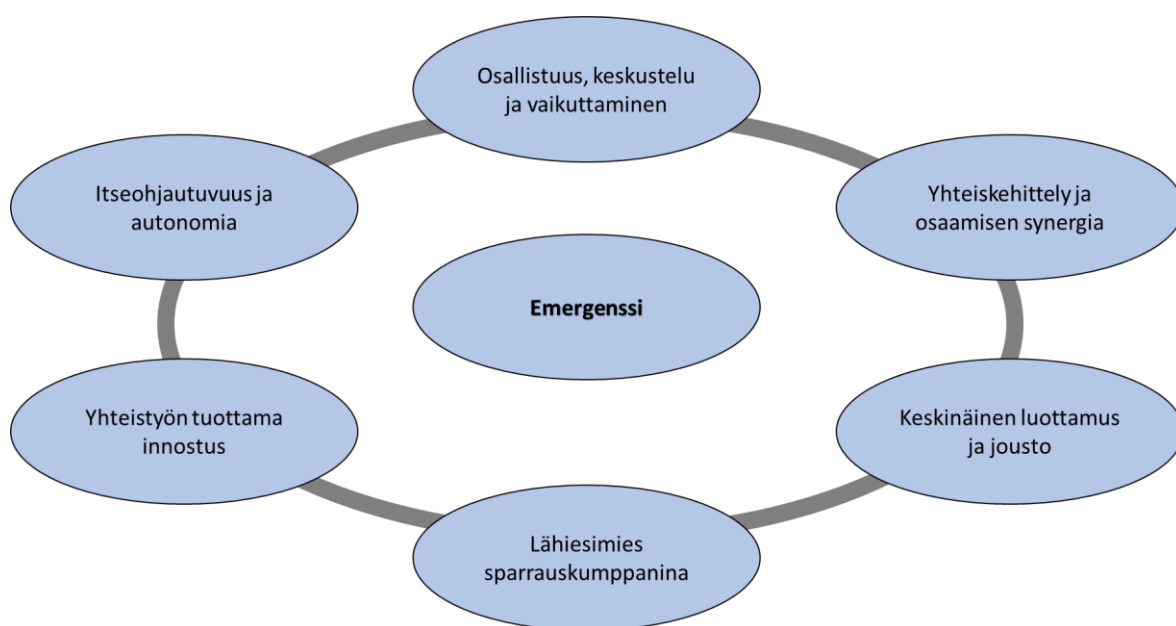 Osallistuus, keskustelu
ja vaikuttaminen
Itseohjautuvuus ja
autonomia
Yhteiskehittely ja
osaamisen synergia
Emergenssi
Yhteistyön tuottama
innostus
Keskinäinen luottamus
ja jousto
Lähiesimies
sparrauskumppanina